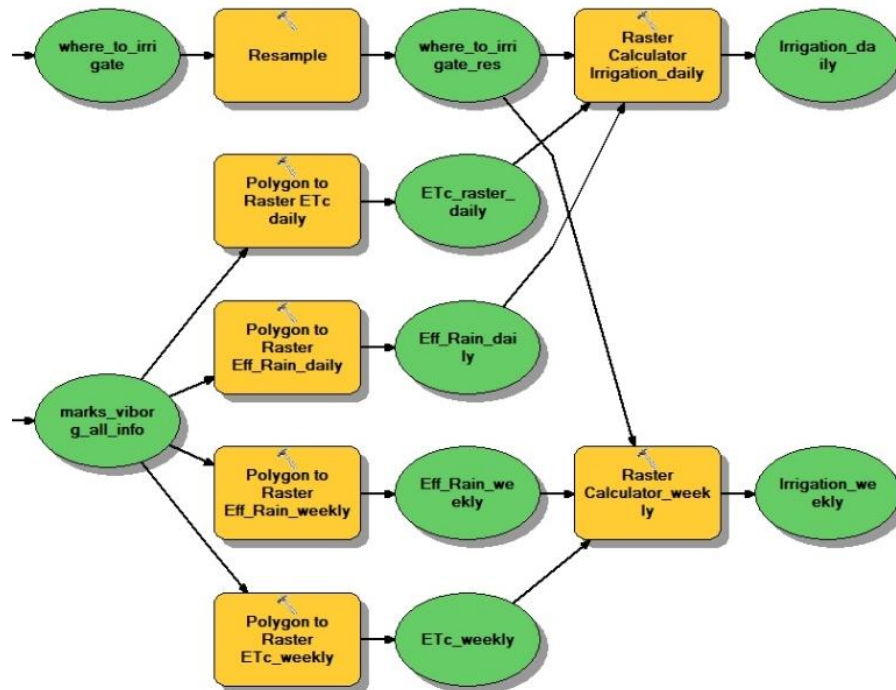 where_to_irri
gate
Resample
where_to_irri
gate_res
Raster
Calculator
Irrigation_daily
Irrigation_da
ily
Polygon to
Raster ETc
daily
ETc_raster_
daily
Polygon to
Raster
Eff_Rain_daily
Eff_Rain_dai
ly
marks_vibor
g_all_info
Polygon to
Raster
Eff_Rain_weekly
Eff_Rain_we
ekly
Raster
Calculator_week
ly
Irrigation_we
ekly
Polygon to
Raster
ETc_weekly
ETc_weekly